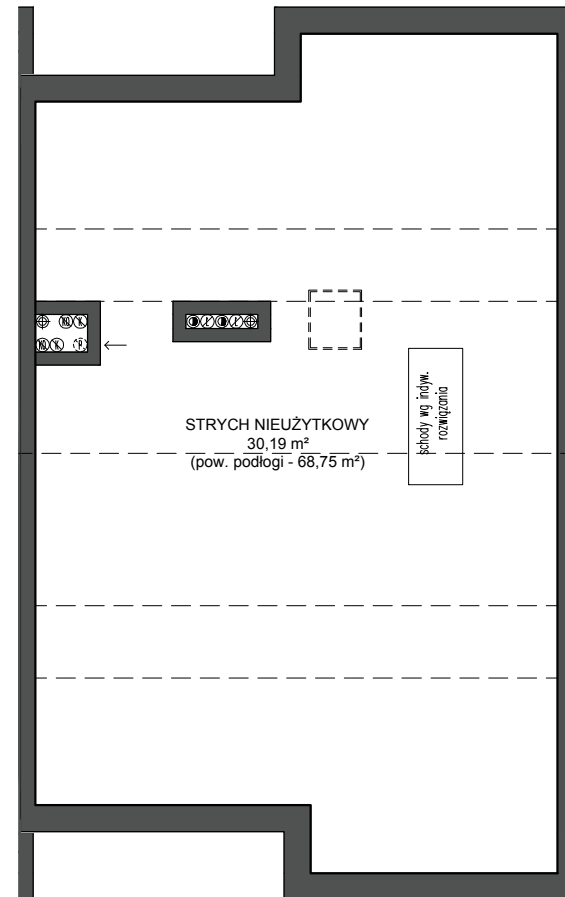 STRYCH NIEUŻYTKOWY
30,19 m²
(pow. podłogi - 68,75 m²)
schody wg indyw.
rozwiązania